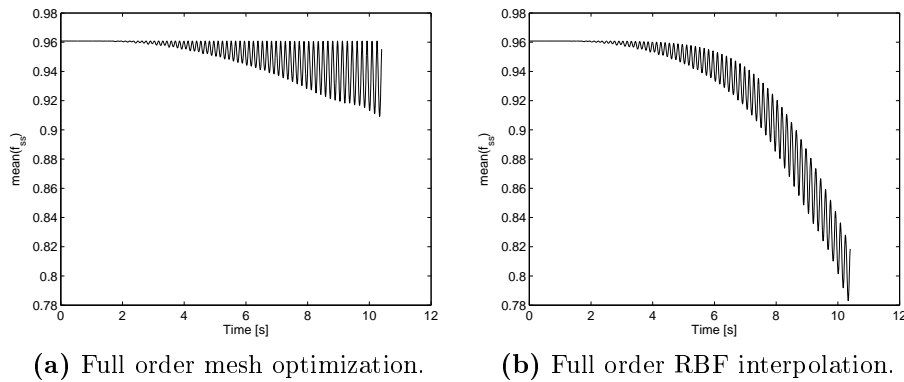 0.98
0.96
0.94
0.92
0.9
0.88
0.86
0.84
0.82
0.8
0.78
mean(f_ss)
0 2 4 6 8 10 12
Time [s]
(a) Full order mesh optimization.
0.98
0.96
0.94
0.92
0.9
0.88
0.86
0.84
0.82
0.8
0.78
mean(f_ss)
0 2 4 6 8 10 12
Time [s]
(b) Full order RBF interpolation.